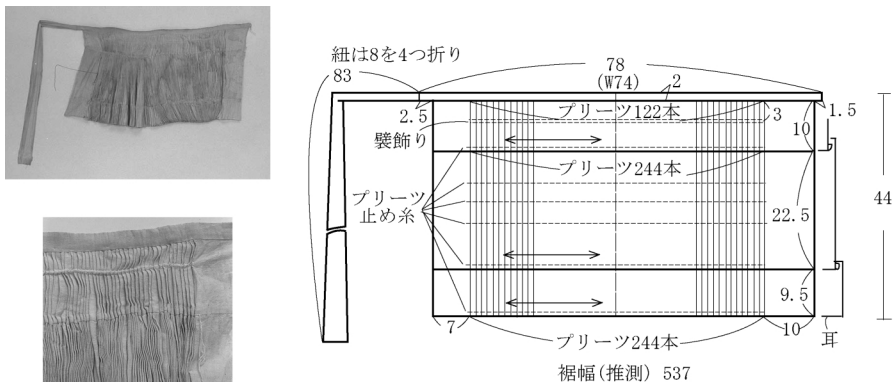 紐は8を4つ折り
83
78
(W74)
2
2.5
プリーツ122本
3
1.5
10
襞飾り
プリーツ244本
プリーツ
止め糸
22.5
44
9.5
7
10
耳
プリーツ244本
裾幅(推測) 537